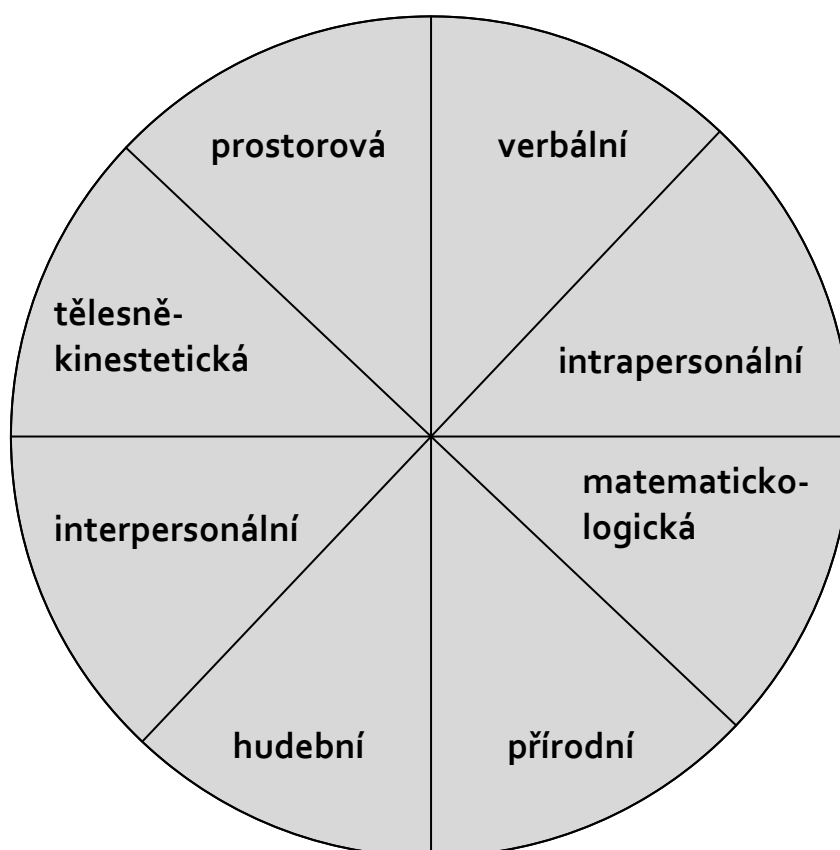 prostorová
verbální
tělesně-
kinestetická
intrapersonální
matematicko-
logická
interpersonální
hudební
přírodní